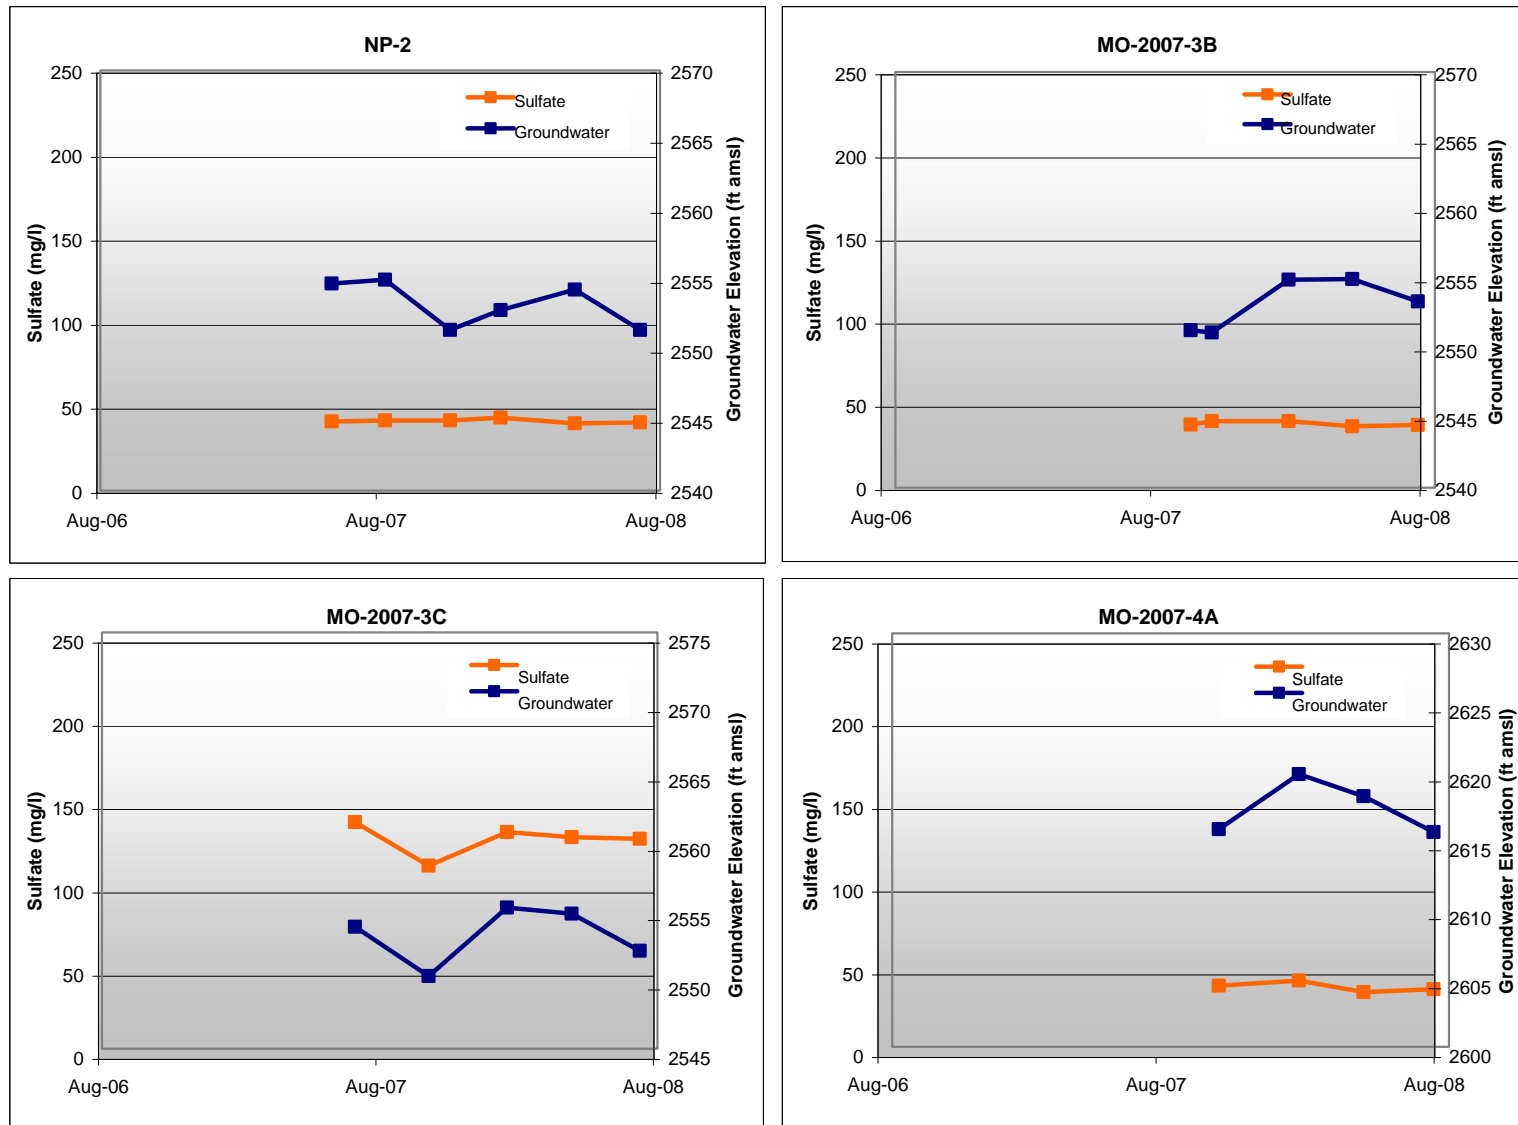 NP-2
250
200
150
100
50
0
Sulfate (mg/l)
2570
2565
2560
2555
2550
2545
2540
Groundwater Elevation (ft amsl)
Sulfate
Groundwater
Aug-06
Aug-07
Aug-08
MO-2007-3B
250
200
150
100
50
0
Sulfate (mg/l)
2570
2565
2560
2555
2550
2545
2540
Groundwater Elevation (ft amsl)
Sulfate
Groundwater
Aug-06
Aug-07
Aug-08
MO-2007-3C
250
200
150
100
50
0
Sulfate (mg/l)
2575
2570
2565
2560
2555
2550
2545
Groundwater Elevation (ft amsl)
Sulfate
Groundwater
Aug-06
Aug-07
Aug-08
MO-2007-4A
250
200
150
100
50
0
Sulfate (mg/l)
2630
2625
2620
2615
2610
2605
2600
Groundwater Elevation (ft amsl)
Sulfate
Groundwater
Aug-06
Aug-07
Aug-08